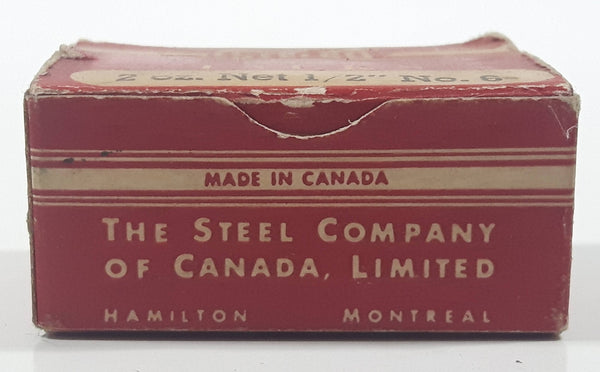 2 oz. Net 1/2" No. 6
MADE IN CANADA
THE STEEL COMPANY
OF CANADA, LIMITED
HAMILTON MONTREAL